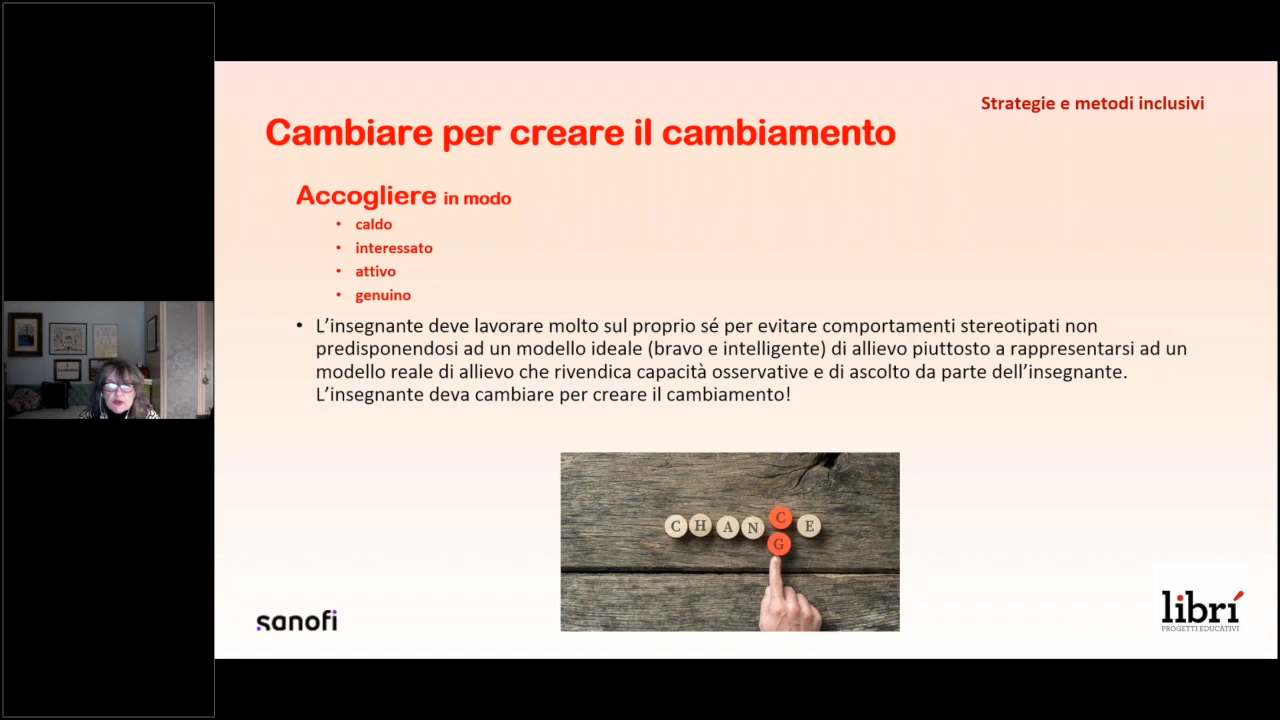 Strategie e metodi inclusivi
Cambiare per creare il cambiamento
Accogliere in modo
• caldo
• interessato
• attivo
• genuino
• L’insegnante deve lavorare molto sul proprio sé per evitare comportamenti stereotipati non
predisponendosi ad un modello ideale (bravo e intelligente) di allievo piuttosto a rappresentarsi ad un
modello reale di allievo che rivendica capacità osservative e di ascolto da parte dell’insegnante.
L’insegnante deva cambiare per creare il cambiamento!
C H A N C E
G
sanofi
librí
PROGETTI EDUCATIVI